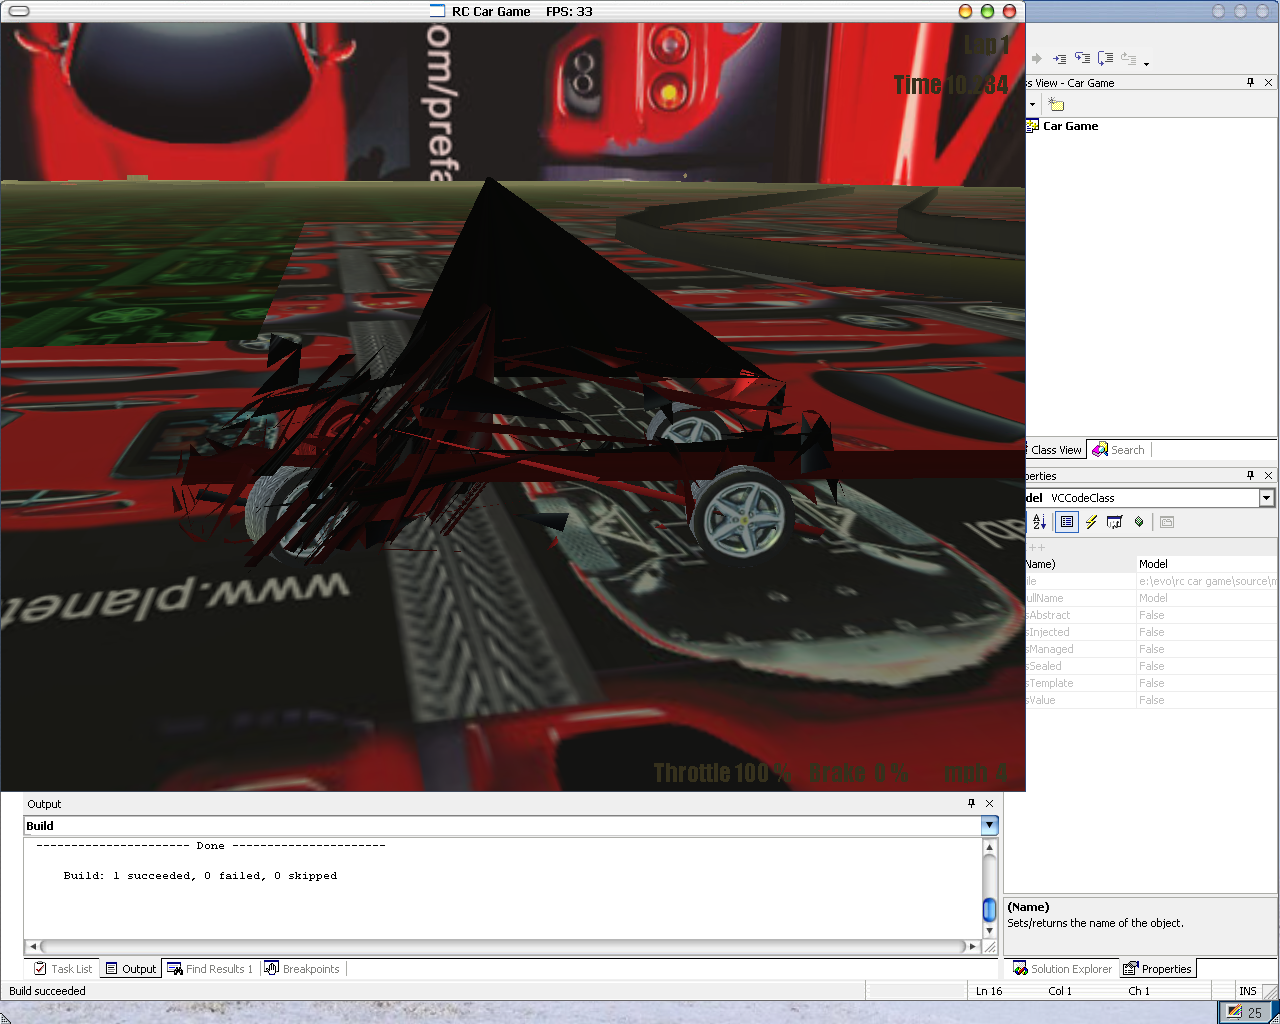 RC Car Game FPS: 33
om/prefa
Lap 1
Time 10.234
ss View - Car Game
Car Game
Class View
Search
perties
del VCCodeClass
++
Name) Model
ile e:\evo\rc car game\source\m
ullName Model
sAbstract False
sInjected False
sManaged False
sSealed False
sTemplate False
sValue False
www.planet
Throttle 100 % Brake 0 % mph 4
Output
Build
---------------------- Done ----------------------
Build: 1 succeeded, 0 failed, 0 skipped
(Name)
Sets/returns the name of the object.
Task List
Output
Find Results 1
Breakpoints
Solution Explorer
Properties
Build succeeded
Ln 16
Col 1
Ch 1
INS
25